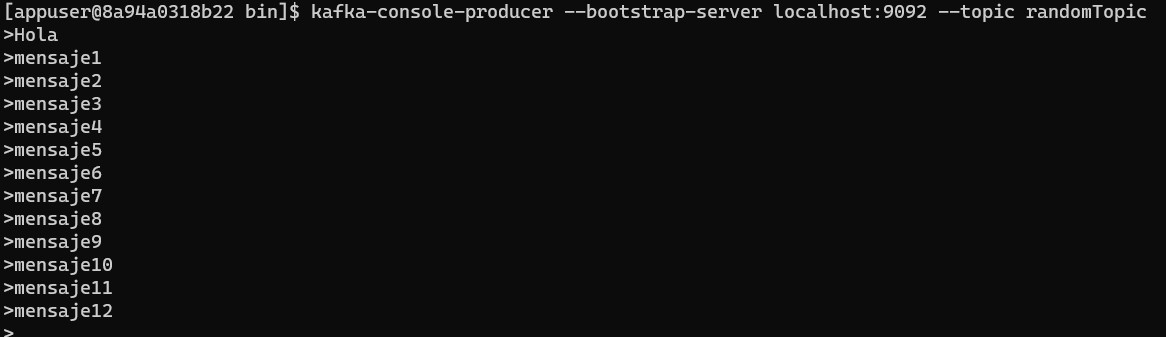 [appuser@8a94a0318b22 bin]$ kafka-console-producer --bootstrap-server localhost:9092 --topic randomTopic
>Hola
>mensaje1
>mensaje2
>mensaje3
>mensaje4
>mensaje5
>mensaje6
>mensaje7
>mensaje8
>mensaje9
>mensaje10
>mensaje11
>mensaje12
>